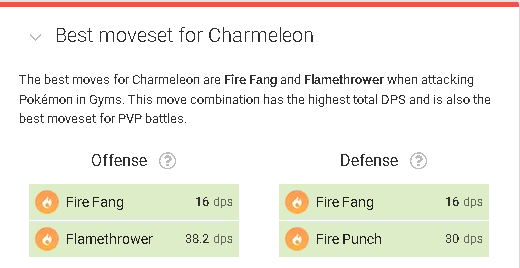 Best moveset for Charmeleon
The best moves for Charmeleon are Fire Fang and Flamethrower when attacking
Pokémon in Gyms. This move combination has the highest total DPS and is also the
best moveset for PVP battles.
Offense ?
Defense ?
Fire Fang 16 dps
Fire Fang 16 dps
Flamethrower 38.2 dps
Fire Punch 30 dps